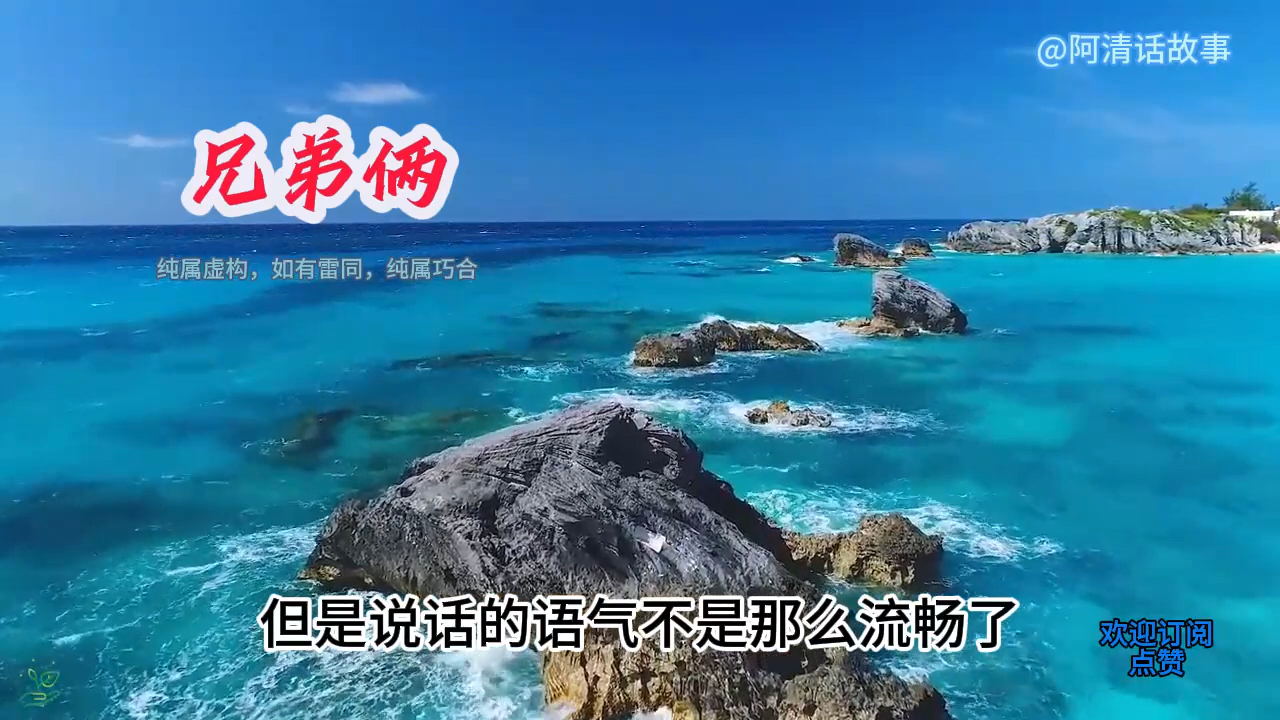 @阿清话故事
兄弟俩
纯属虚构，如有雷同，纯属巧合
但是说话的语气不是那么流畅了
欢迎订阅
点赞